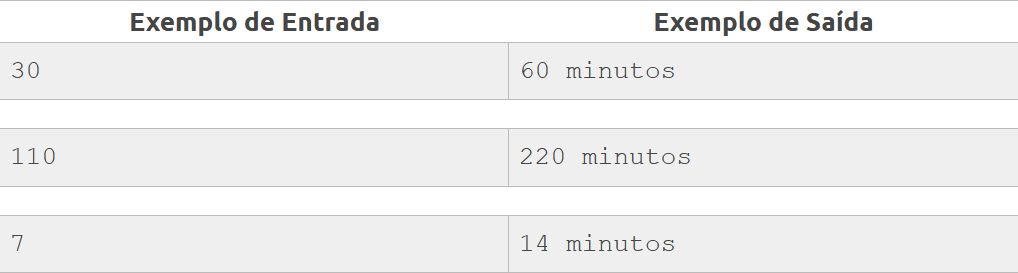 Exemplo de Entrada Exemplo de Saída
30 60 minutos
110 220 minutos
7 14 minutos